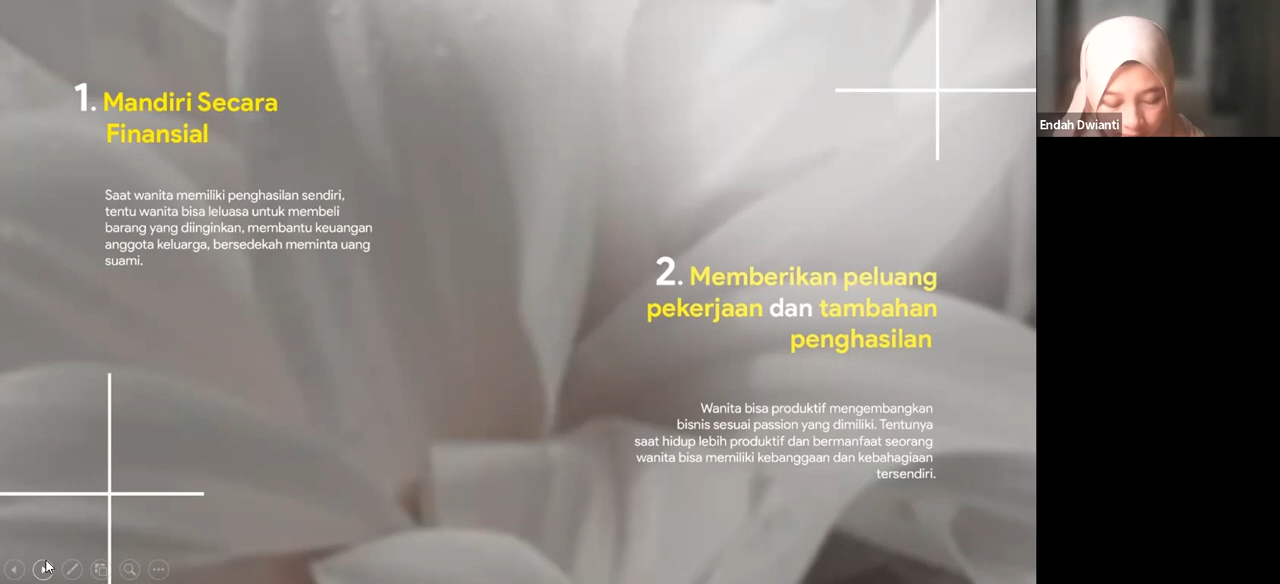 1. Mandiri Secara
Finansial
Saat wanita memiliki penghasilan sendiri,
tentu wanita bisa leluasa untuk membeli
barang yang diinginkan, membantu keuangan
anggota keluarga, bersedekah meminta uang
suami.
2. Memberikan peluang
pekerjaan dan tambahan
penghasilan
Wanita bisa produktif mengembangkan
bisnis sesuai passion yang dimiliki. Tentunya
saat hidup lebih produktif dan bermanfaat seorang
wanita bisa memiliki kebanggaan dan kebahagiaan
tersendiri.
Endah Dwianti